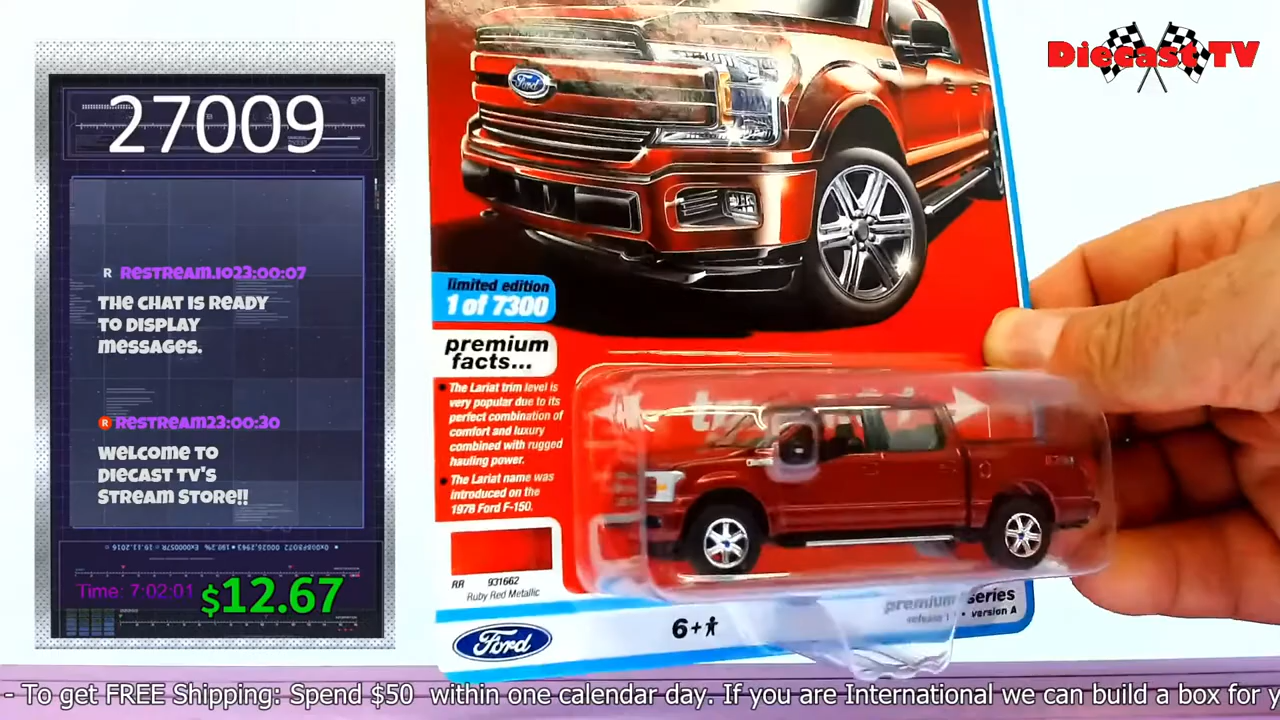 Diecast TV
27009
R Restream.io23:00:07
THE CHAT IS READY
TO DISPLAY
MESSAGES.
R Restream23:00:30
WELCOME TO
DIECAST TV'S
STREAM STORE!!
Time: 7:02:01
$12.67
Ford
limited edition
1 of 7300
premium
facts...
• The Lariat trim level is
very popular due to its
perfect combination of
comfort and luxury
combined with rugged
hauling power.
• The Lariat name was
introduced on the
1978 Ford F-150.
RR 931662
Ruby Red Metallic
Ford
6+
premium series
release 1 • version A
- To get FREE Shipping: Spend $50 within one calendar day. If you are International we can build a box for y